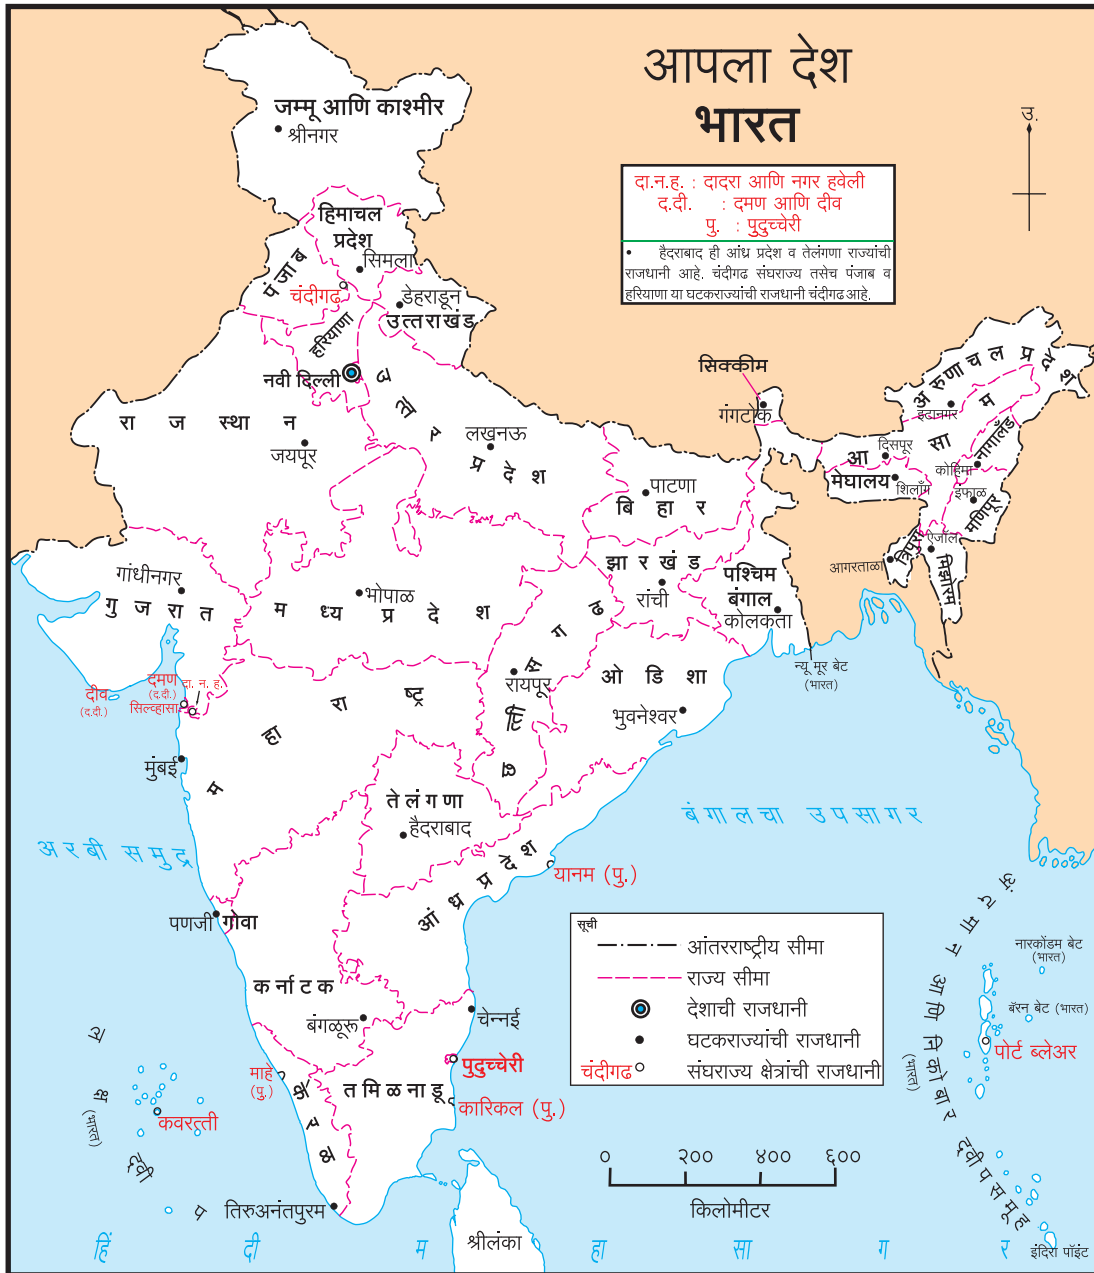 आपला देश
भारत
उ.
दा.न.ह. : दादरा आणि नगर हवेली
द.दी. : दमण आणि दीव
पु. : पुदुच्चेरी
• हैदराबाद ही आंध्र प्रदेश व तेलंगणा राज्यांची
राजधानी आहे. चंदीगढ संघराज्य तसेच पंजाब व
हरियाणा या घटकराज्यांची राजधानी चंदीगढ आहे.
जम्मू आणि काश्मीर
श्रीनगर
हिमाचल
प्रदेश
सिमला
पंजाब
चंदीगढ
डेहराडून
उत्तराखंड
हरियाणा
नवी दिल्ली
राजस्थान
जयपूर
उत्तर
प्रदेश
लखनऊ
सिक्कीम
गंगटोक
अरुणाचल प्रदेश
इटानगर
आसाम
दिसपूर
नागालँड
कोहिमा
मेघालय
शिलाँग
इंफाळ
मणिपूर
त्रिपुरा
ऐजॉल
मिझोरम
आगरताळा
पाटणा
बिहार
झारखंड
रांची
पश्चिम
बंगाल
कोलकता
न्यू मूर बेट
(भारत)
गांधीनगर
गुजरात
भोपाळ
मध्य प्रदेश
छत्तीसगढ
रायपूर
ओडिशा
भुवनेश्वर
दीव
(द.दी.)
दमण
(द.दी.)
दा. न. ह.
सिल्व्हासा
महाराष्ट्र
मुंबई
तेलंगणा
हैदराबाद
आंध्र प्रदेश
यानम (पु.)
अरबी समुद्र
बंगालचा उपसागर
पणजी
गोवा
कर्नाटक
बंगळूरू
चेन्नई
पुदुच्चेरी
माहे
(पु.)
केरळ
तमिळनाडू
कारिकल (पु.)
तिरुअनंतपुरम
लक्षद्वीप
(भारत)
कवरत्ती
अंदमान आणि निकोबार द्वीपसमूह
(भारत)
नारकोंडम बेट
(भारत)
बॅरन बेट (भारत)
पोर्ट ब्लेअर
इंदिरा पॉइंट
सूची
आंतरराष्ट्रीय सीमा
राज्य सीमा
देशाची राजधानी
घटकराज्यांची राजधानी
चंदीगढ संघराज्य क्षेत्रांची राजधानी
० २०० ४०० ६००
किलोमीटर
श्रीलंका
हिंदी महासागर